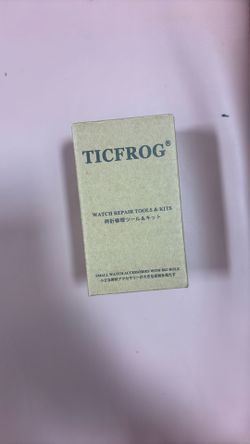 TICFROG®
WATCH REPAIR TOOLS & KITS
時計修理ツール&キット
SMALL WATCH ACCESSORIES WITH BIG ROLE